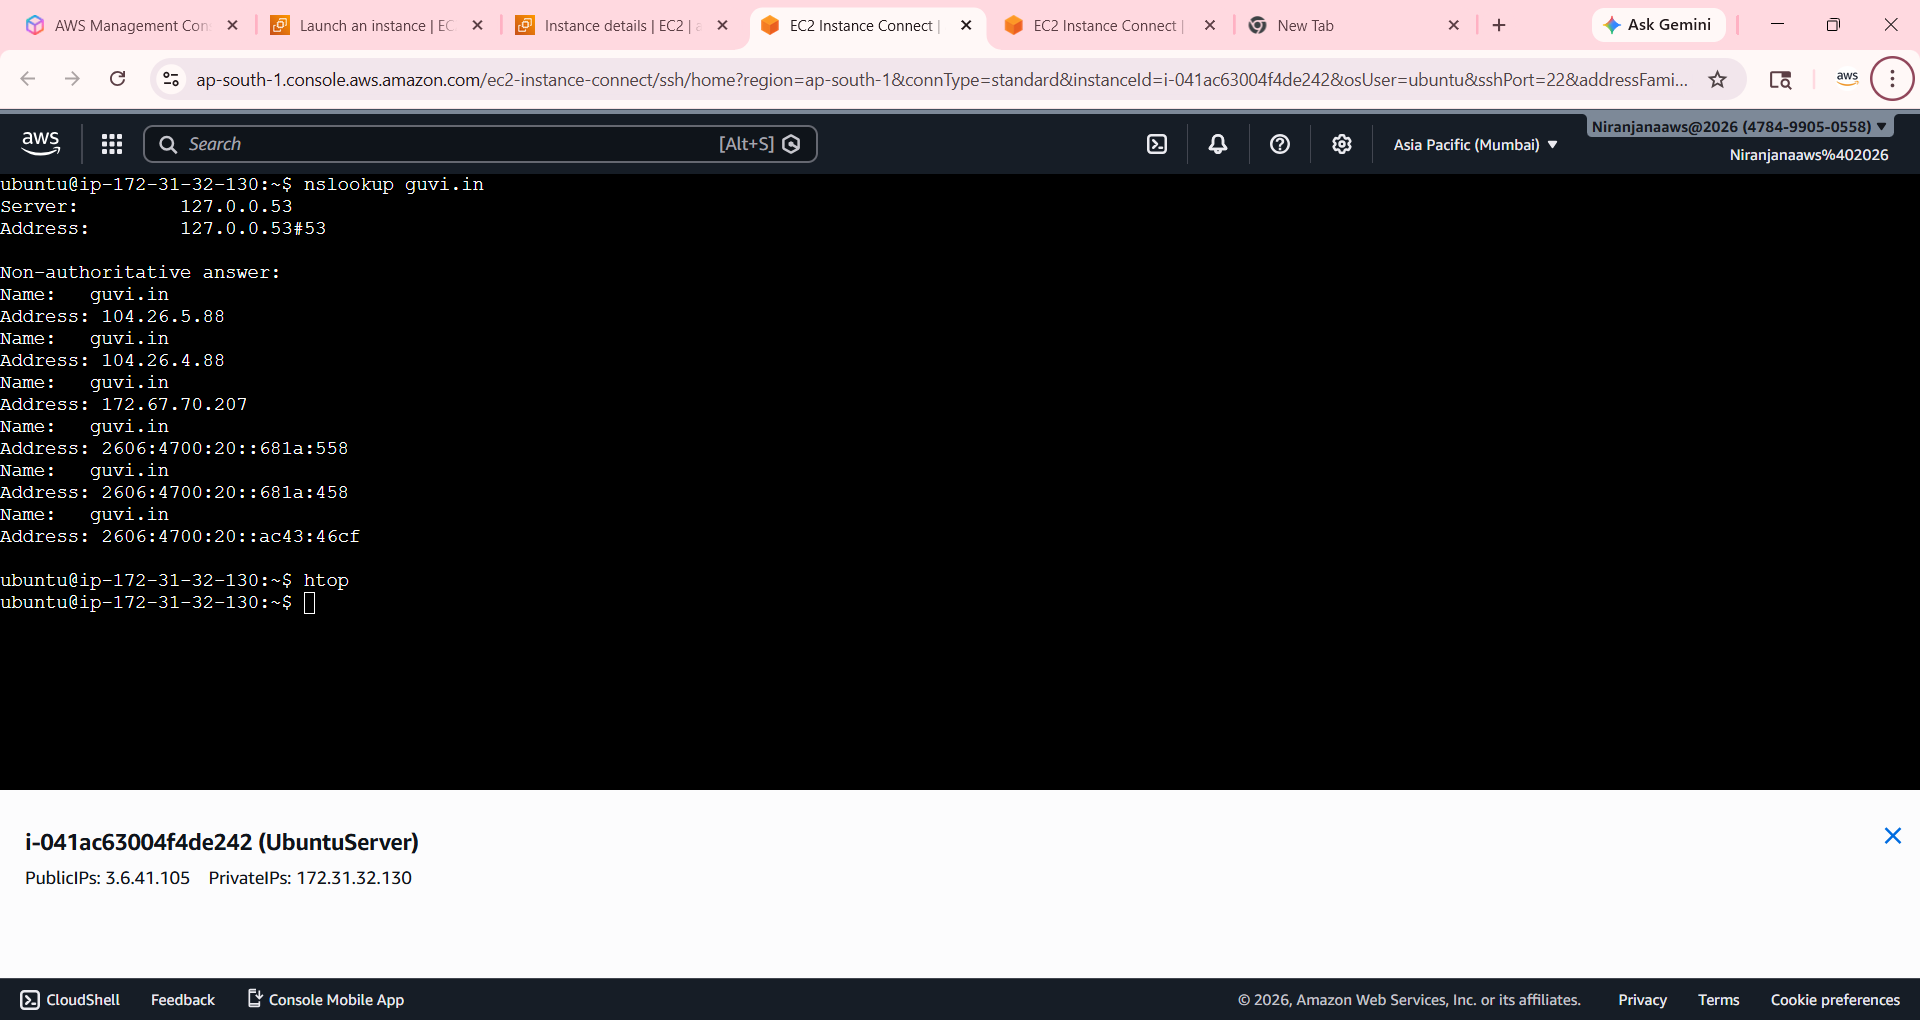 AWS Management Con
Launch an instance | EC
Instance details | EC2 | a
EC2 Instance Connect |
EC2 Instance Connect |
New Tab
Ask Gemini
ap-south-1.console.aws.amazon.com/ec2-instance-connect/ssh/home?region=ap-south-1&connType=standard&instanceId=i-041ac63004f4de242&osUser=ubuntu&sshPort=22&addressFami...
aws
aws
Search
[Alt+S]
Asia Pacific (Mumbai)
Niranjanaaws@2026 (4784-9905-0558)
Niranjanaaws%402026
ubuntu@ip-172-31-32-130:~$ nslookup guvi.in
Server: 127.0.0.53
Address: 127.0.0.53#53
Non-authoritative answer:
Name: guvi.in
Address: 104.26.5.88
Name: guvi.in
Address: 104.26.4.88
Name: guvi.in
Address: 172.67.70.207
Name: guvi.in
Address: 2606:4700:20::681a:558
Name: guvi.in
Address: 2606:4700:20::681a:458
Name: guvi.in
Address: 2606:4700:20::ac43:46cf
ubuntu@ip-172-31-32-130:~$ htop
ubuntu@ip-172-31-32-130:~$
i-041ac63004f4de242 (UbuntuServer)
PublicIPs: 3.6.41.105 PrivateIPs: 172.31.32.130
CloudShell Feedback Console Mobile App © 2026, Amazon Web Services, Inc. or its affiliates. Privacy Terms Cookie preferences